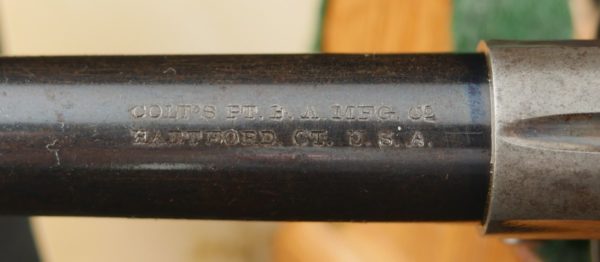 COLT'S PT. F. A. MFG. Co.
HARTFORD, CT. U. S. A.